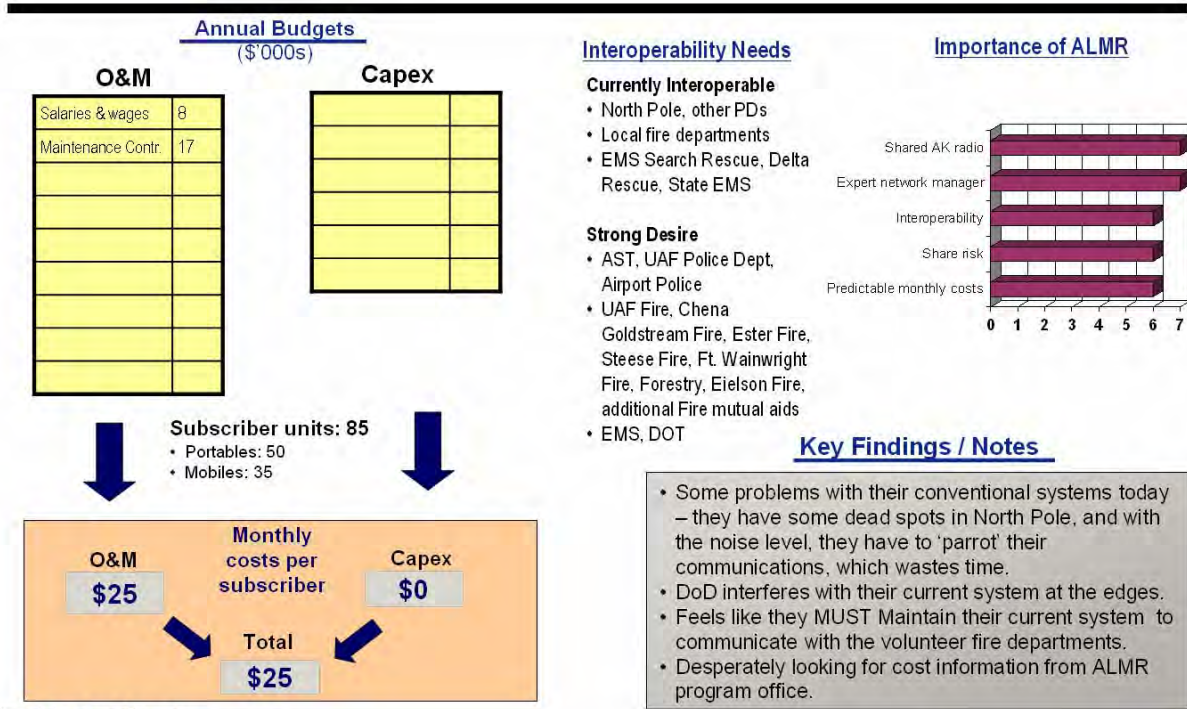 Annual Budgets
($'000s)
O&M
Salaries & wages 8
Maintenance Contr. 17
Capex
Subscriber units: 85
• Portables: 50
• Mobiles: 35
Monthly
costs per
subscriber
O&M
$25
Capex
$0
Total
$25
Interoperability Needs
Currently Interoperable
• North Pole, other PDs
• Local fire departments
• EMS Search Rescue, Delta
Rescue, State EMS
Strong Desire
• AST, UAF Police Dept,
Airport Police
• UAF Fire, Chena
Goldstream Fire, Ester Fire,
Steese Fire, Ft. Wainwright
Fire, Forestry, Eielson Fire,
additional Fire mutual aids
• EMS, DOT
Importance of ALMR
Shared AK radio
Expert network manager
Interoperability
Share risk
Predictable monthly costs
0 1 2 3 4 5 6 7
Key Findings / Notes
• Some problems with their conventional systems today
– they have some dead spots in North Pole, and with
the noise level, they have to ‘parrot’ their
communications, which wastes time.
• DoD interferes with their current system at the edges.
• Feels like they MUST Maintain their current system to
communicate with the volunteer fire departments.
• Desperately looking for cost information from ALMR
program office.